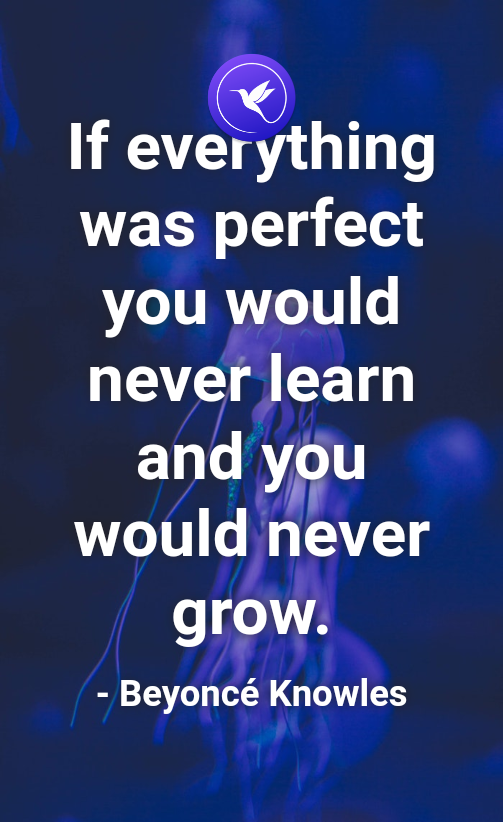 If everything
was perfect
you would
never learn
and you
would never
grow.
- Beyoncé Knowles